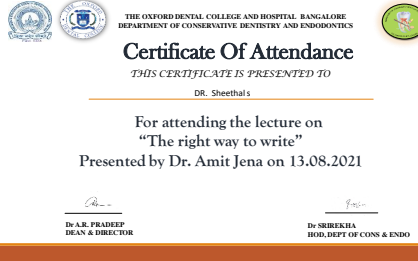 THE OXFORD DENTAL COLLEGE AND HOSPITAL BANGALORE
DEPARTMENT OF CONSERVATIVE DENTISTRY AND ENDODONTICS
Certificate Of Attendance
THIS CERTIFICATE IS PRESENTED TO
DR. Sheethal s
For attending the lecture on
“The right way to write”
Presented by Dr. Amit Jena on 13.08.2021
Dr A.R. PRADEEP
DEAN & DIRECTOR
Dr SRIREKHA
HOD, DEPT OF CONS & ENDO